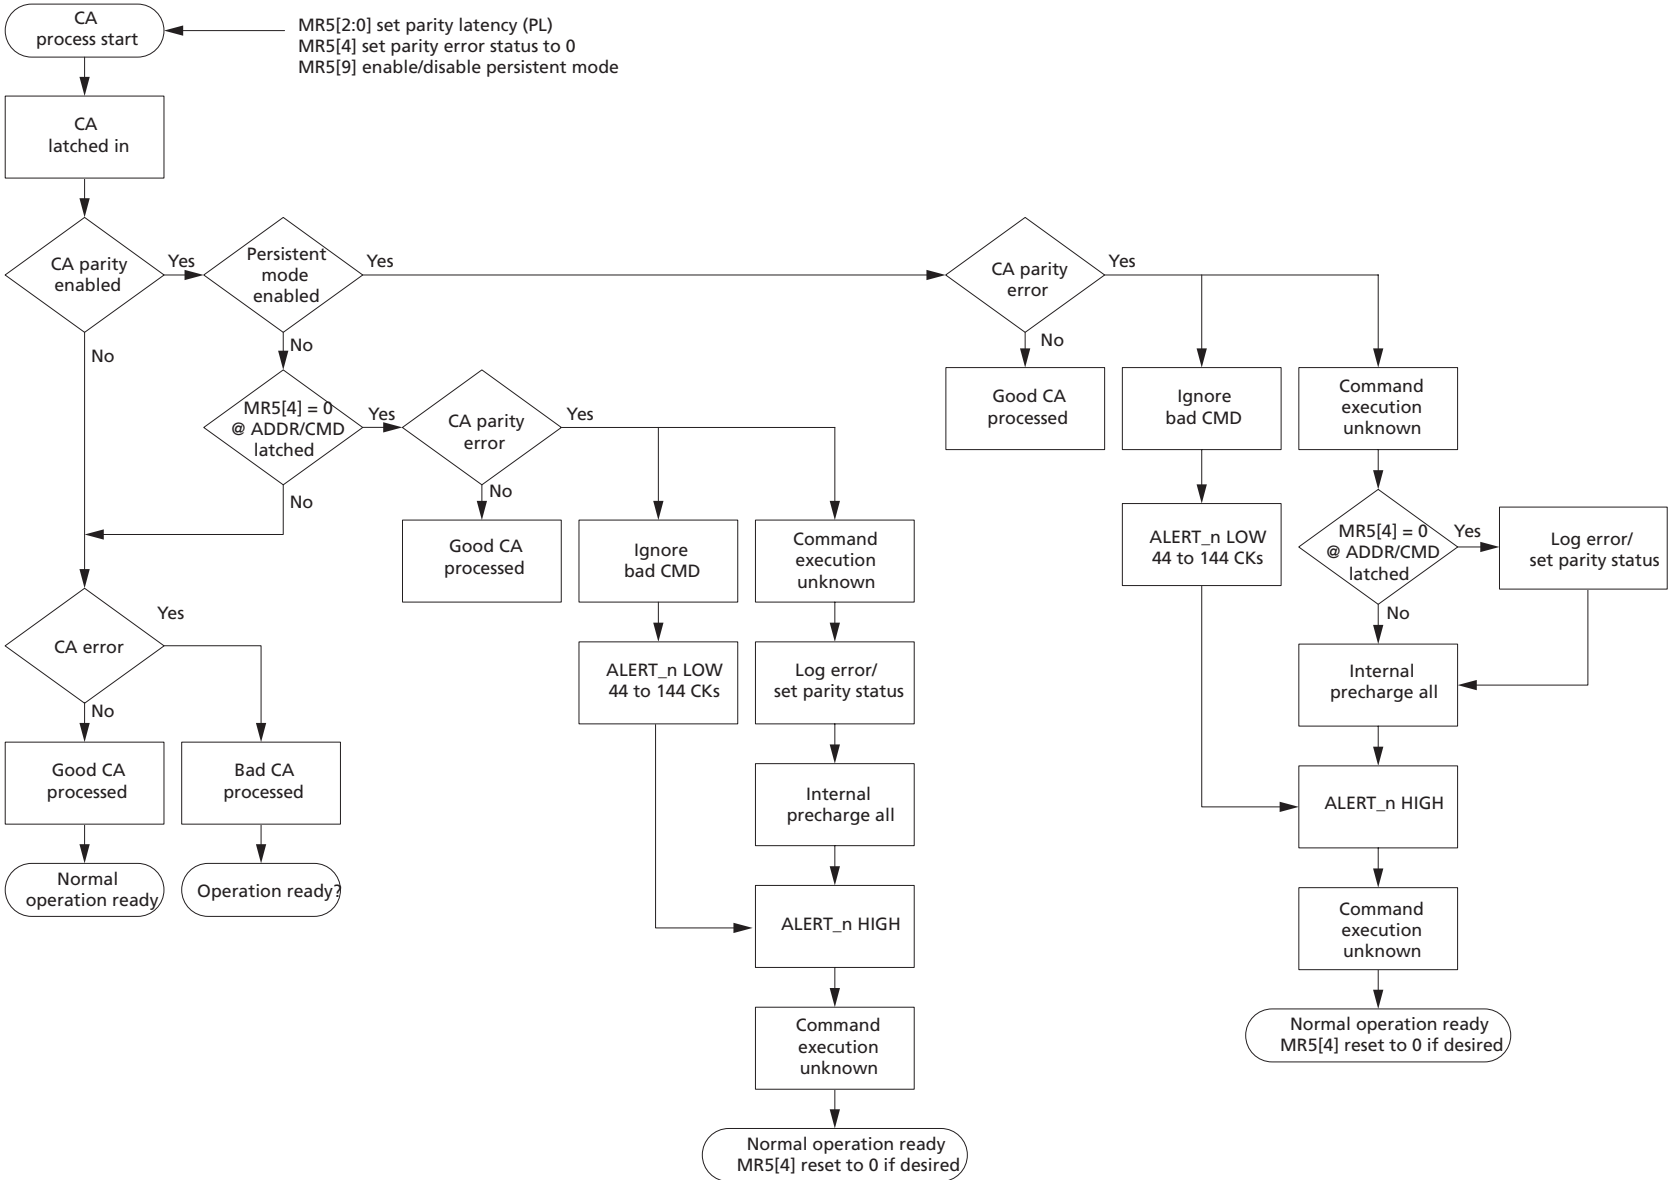 CA
process start
MR5[2:0] set parity latency (PL)
MR5[4] set parity error status to 0
MR5[9] enable/disable persistent mode
CA
latched in
CA parity
enabled
Yes
Persistent
mode
enabled
Yes
CA parity
error
Yes
No
No
No
MR5[4] = 0
@ ADDR/CMD
latched
Yes
CA parity
error
Yes
No
No
Good CA
processed
Ignore
bad CMD
Command
execution
unknown
Good CA
processed
Ignore
bad CMD
Command
execution
unknown
ALERT_n LOW
44 to 144 CKs
MR5[4] = 0
@ ADDR/CMD
latched
Yes
Log error/
set parity status
No
CA error
Yes
No
ALERT_n LOW
44 to 144 CKs
Log error/
set parity status
Internal
precharge all
Good CA
processed
Bad CA
processed
Internal
precharge all
ALERT_n HIGH
Normal
operation ready
Operation ready?
ALERT_n HIGH
Command
execution
unknown
Command
execution
unknown
Normal operation ready
MR5[4] reset to 0 if desired
Normal operation ready
MR5[4] reset to 0 if desired